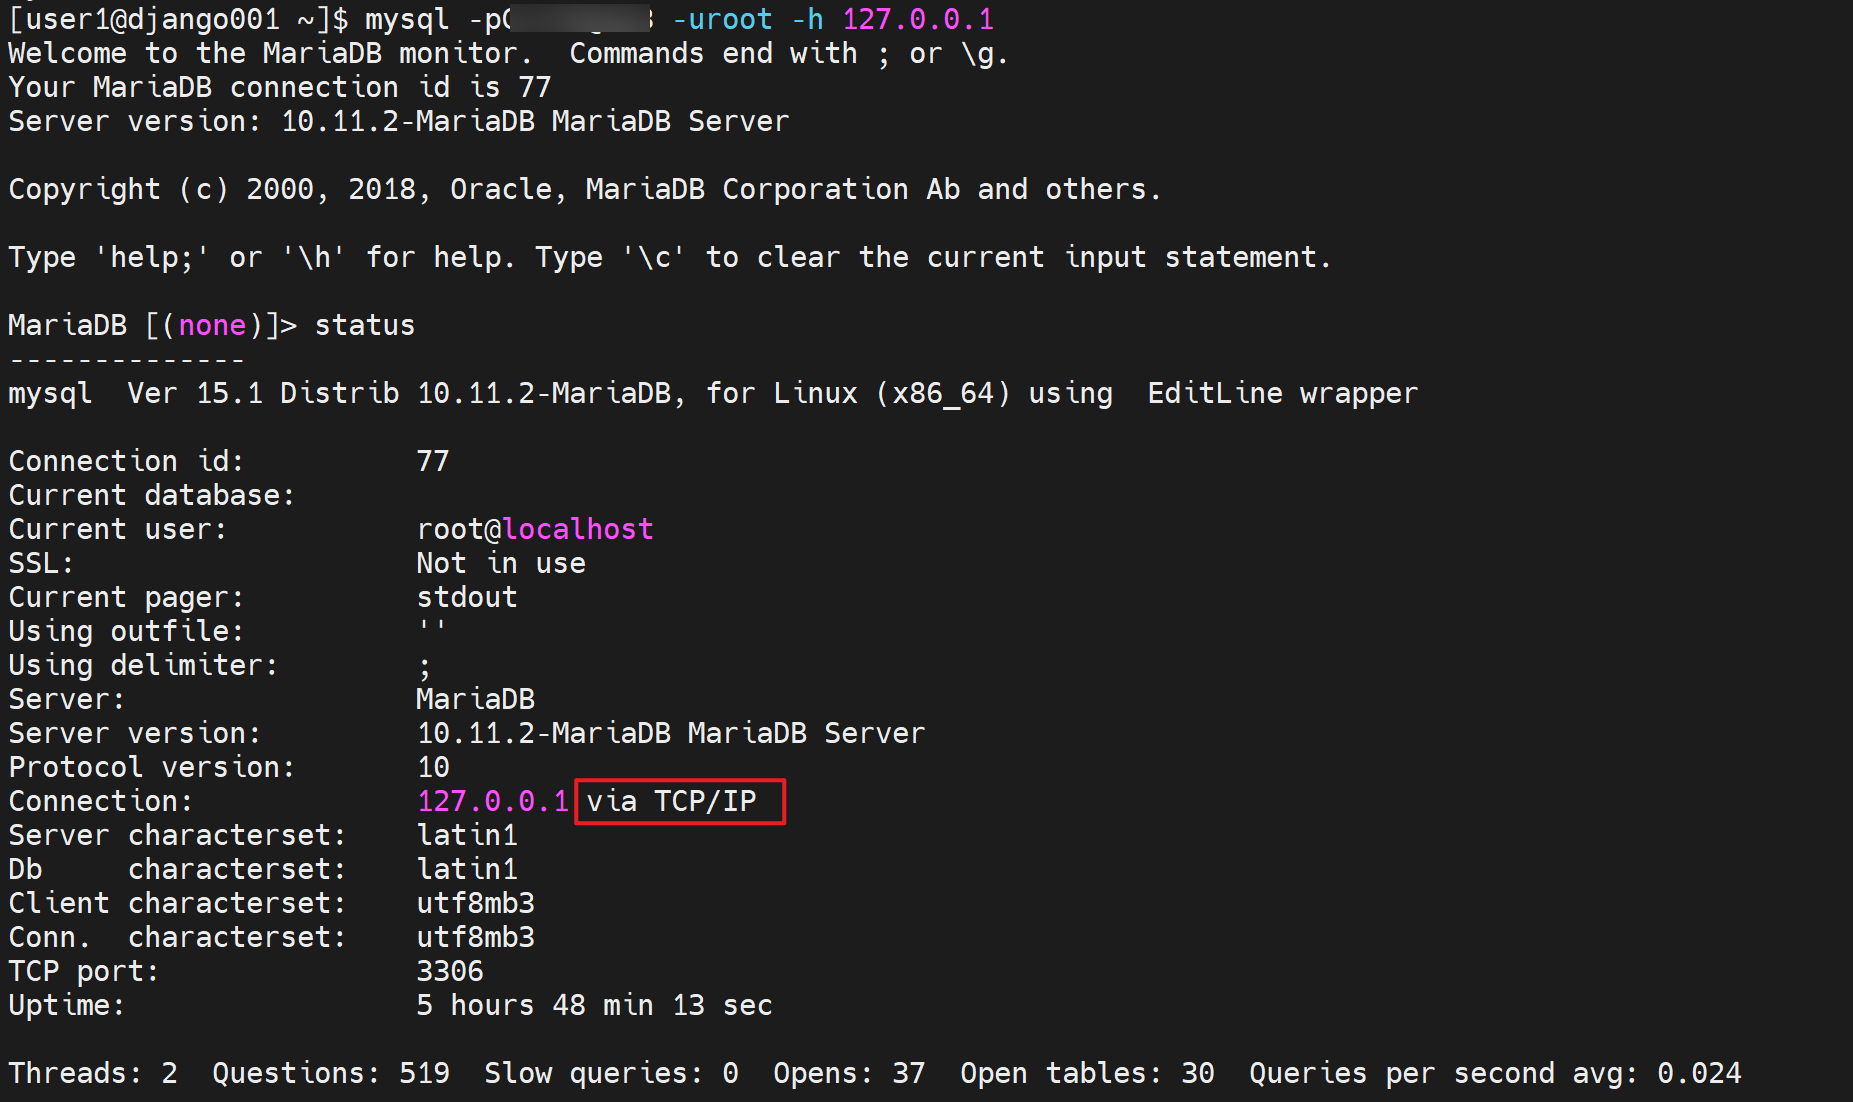 [user1@django001 ~]$ mysql -p -uroot -h 127.0.0.1
Welcome to the MariaDB monitor.  Commands end with ; or \g.
Your MariaDB connection id is 77
Server version: 10.11.2-MariaDB MariaDB Server
Copyright (c) 2000, 2018, Oracle, MariaDB Corporation Ab and others.
Type 'help;' or '\h' for help. Type '\c' to clear the current input statement.
MariaDB [(none)]> status
--------------
mysql  Ver 15.1 Distrib 10.11.2-MariaDB, for Linux (x86_64) using  EditLine wrapper
Connection id:          77
Current database:
Current user:           root@localhost
SSL:                    Not in use
Current pager:          stdout
Using outfile:          ''
Using delimiter:        ;
Server:                 MariaDB
Server version:         10.11.2-MariaDB MariaDB Server
Protocol version:       10
Connection:             127.0.0.1 via TCP/IP
Server characterset:    latin1
Db     characterset:    latin1
Client characterset:    utf8mb3
Conn.  characterset:    utf8mb3
TCP port:               3306
Uptime:                 5 hours 48 min 13 sec
Threads: 2  Questions: 519  Slow queries: 0  Opens: 37  Open tables: 30  Queries per second avg: 0.024